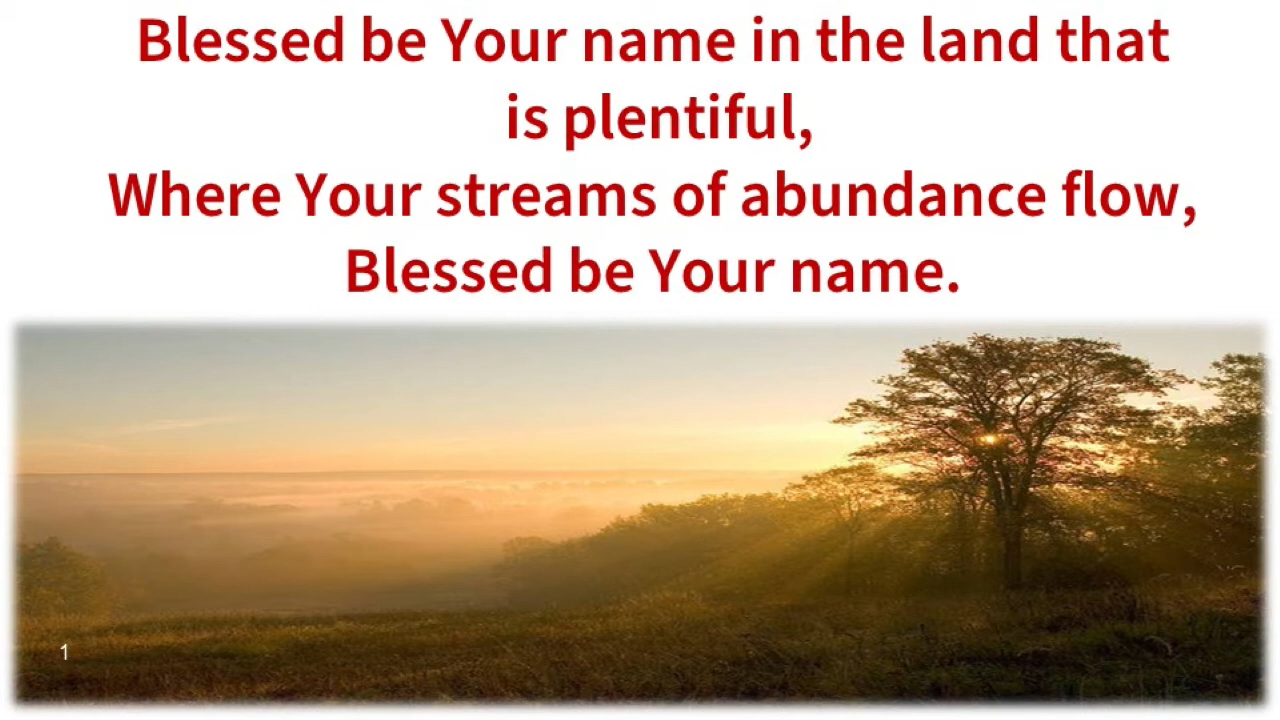 Blessed be Your name in the land that
is plentiful,
Where Your streams of abundance flow,
Blessed be Your name.
1